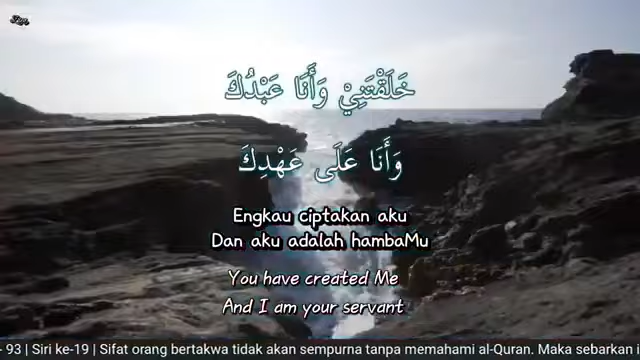 خَلَقْتَنِيْ وَأَنَا عَبْدُكَ
وَأَنَا عَلَى عَهْدِكَ
Engkau ciptakan aku
Dan aku adalah hambaMu
You have created Me
And I am your servant
- 93 | Siri ke-19 | Sifat orang bertakwa tidak akan sempurna tanpa memahami al-Quran. Maka sebarkan